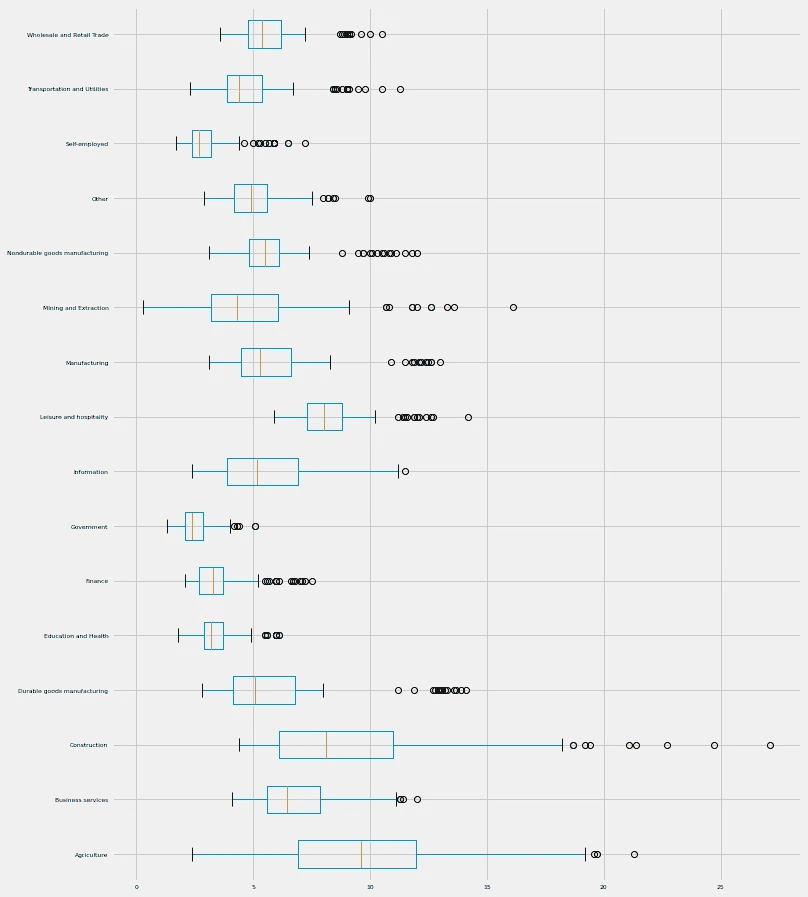 Wholesale and Retail Trade
Transportation and Utilities
Self-employed
Other
Nondurable goods manufacturing
Mining and Extraction
Manufacturing
Leisure and hospitality
Information
Government
Finance
Education and Health
Durable goods manufacturing
Construction
Business services
Agriculture
0 5 10 15 20 25